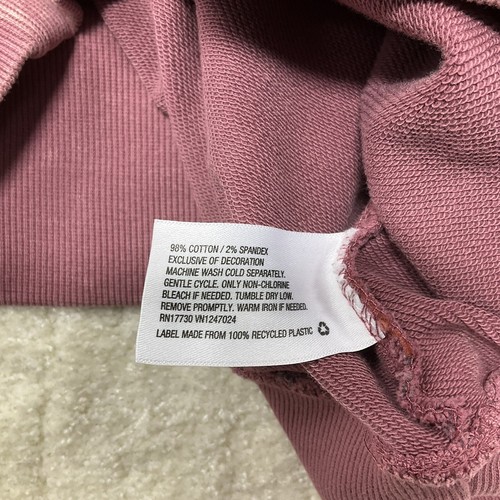 98% COTTON / 2% SPANDEX
EXCLUSIVE OF DECORATION
MACHINE WASH COLD SEPARATELY.
GENTLE CYCLE. ONLY NON-CHLORINE
BLEACH IF NEEDED. TUMBLE DRY LOW.
REMOVE PROMPTLY. WARM IRON IF NEEDED.
RN17730 VN1247024
LABEL MADE FROM 100% RECYCLED PLASTIC